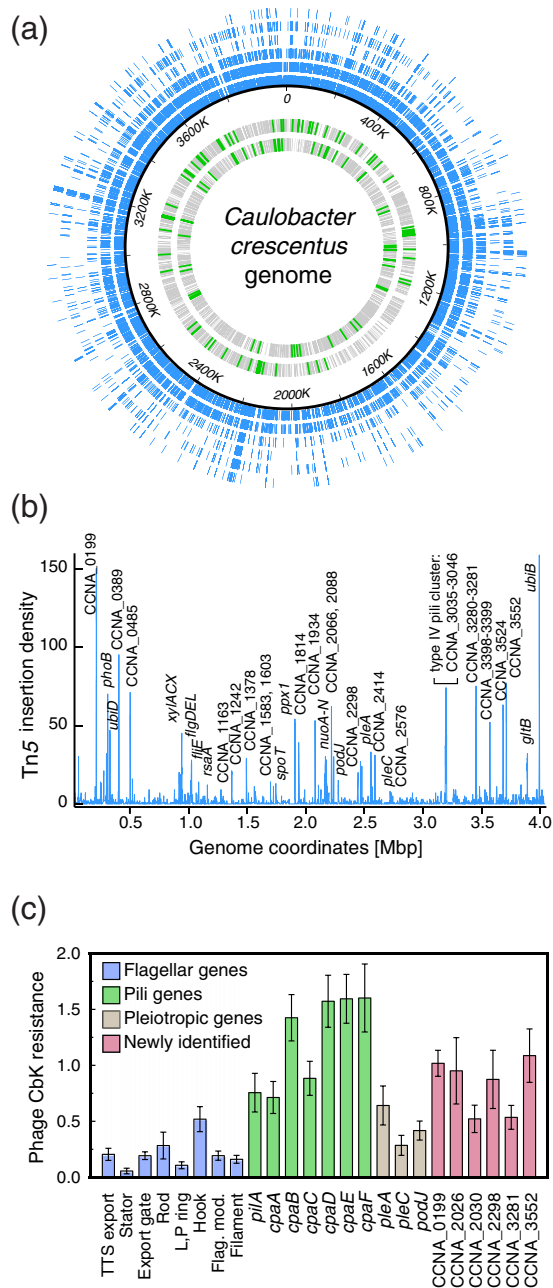 (a)
0
400K
800K
1200K
1600K
2000K
2400K
2800K
3200K
3600K
Caulobacter
crescentus
genome
(b)
Tn5 insertion density
150
100
50
0
CCNA_0199
phoB
ubiD
CCNA_0389
CCNA_0485
xylACX
fliF
flgDEL
rsaA
CCNA_1163
CCNA_1242
CCNA_1378
CCNA_1583, 1603
spoT
ppx1
CCNA_1814
CCNA_1934
nuoA-N
CCNA_2066, 2088
podJ
CCNA_2298
pleA
CCNA_2414
pleC
CCNA_2576
type IV pili cluster:
CCNA_3035-3046
CCNA_3280-3281
CCNA_3398-3399
CCNA_3524
CCNA_3552
gltB
ubiB
0.5 1.0 1.5 2.0 2.5 3.0 3.5 4.0
Genome coordinates [Mbp]
(c)
Phage CbK resistance
2.0
1.5
1.0
0.5
0.0
Flagellar genes
Pili genes
Pleiotropic genes
Newly identified
TTS export
Stator
Export gate
Rod
L,P ring
Hook
Flag. mod.
Filament
pilA
cpaA
cpaB
cpaC
cpaD
cpaE
cpaF
pleA
pleC
podJ
CCNA_0199
CCNA_2026
CCNA_2030
CCNA_2298
CCNA_3281
CCNA_3552